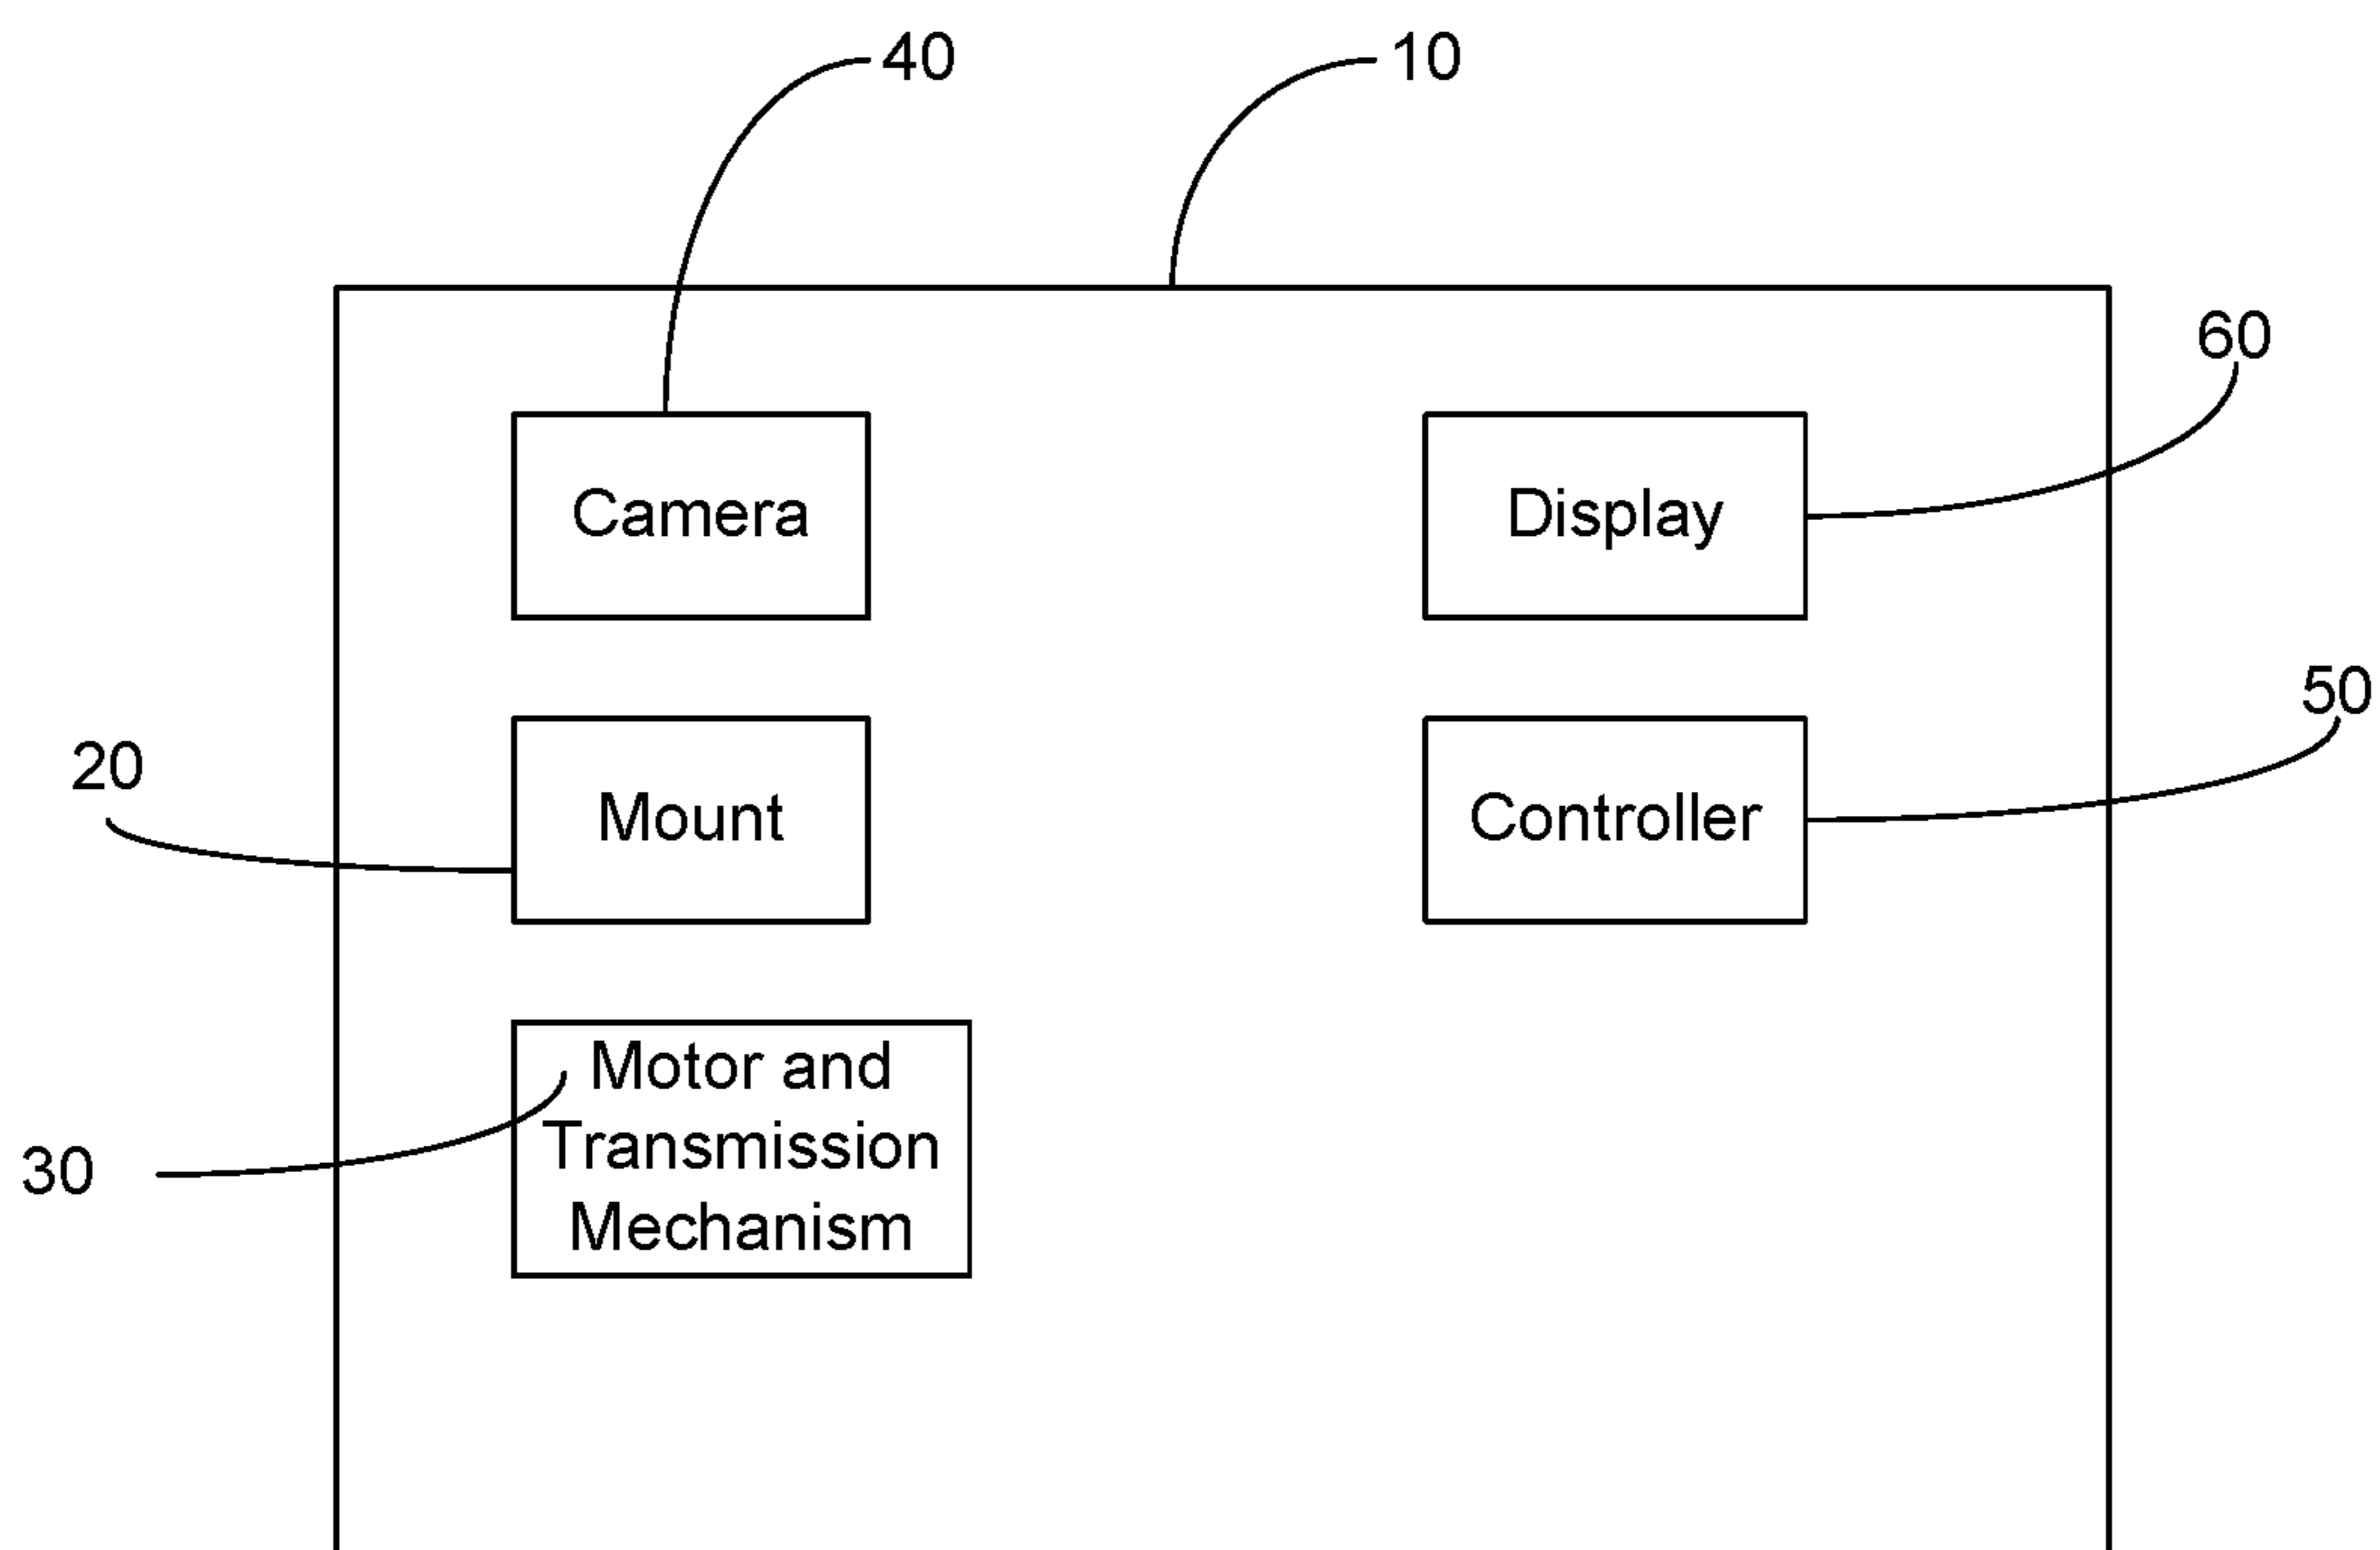 40
10
60
Camera
Display
50
20
Mount
Controller
Motor and
Transmission
Mechanism
30